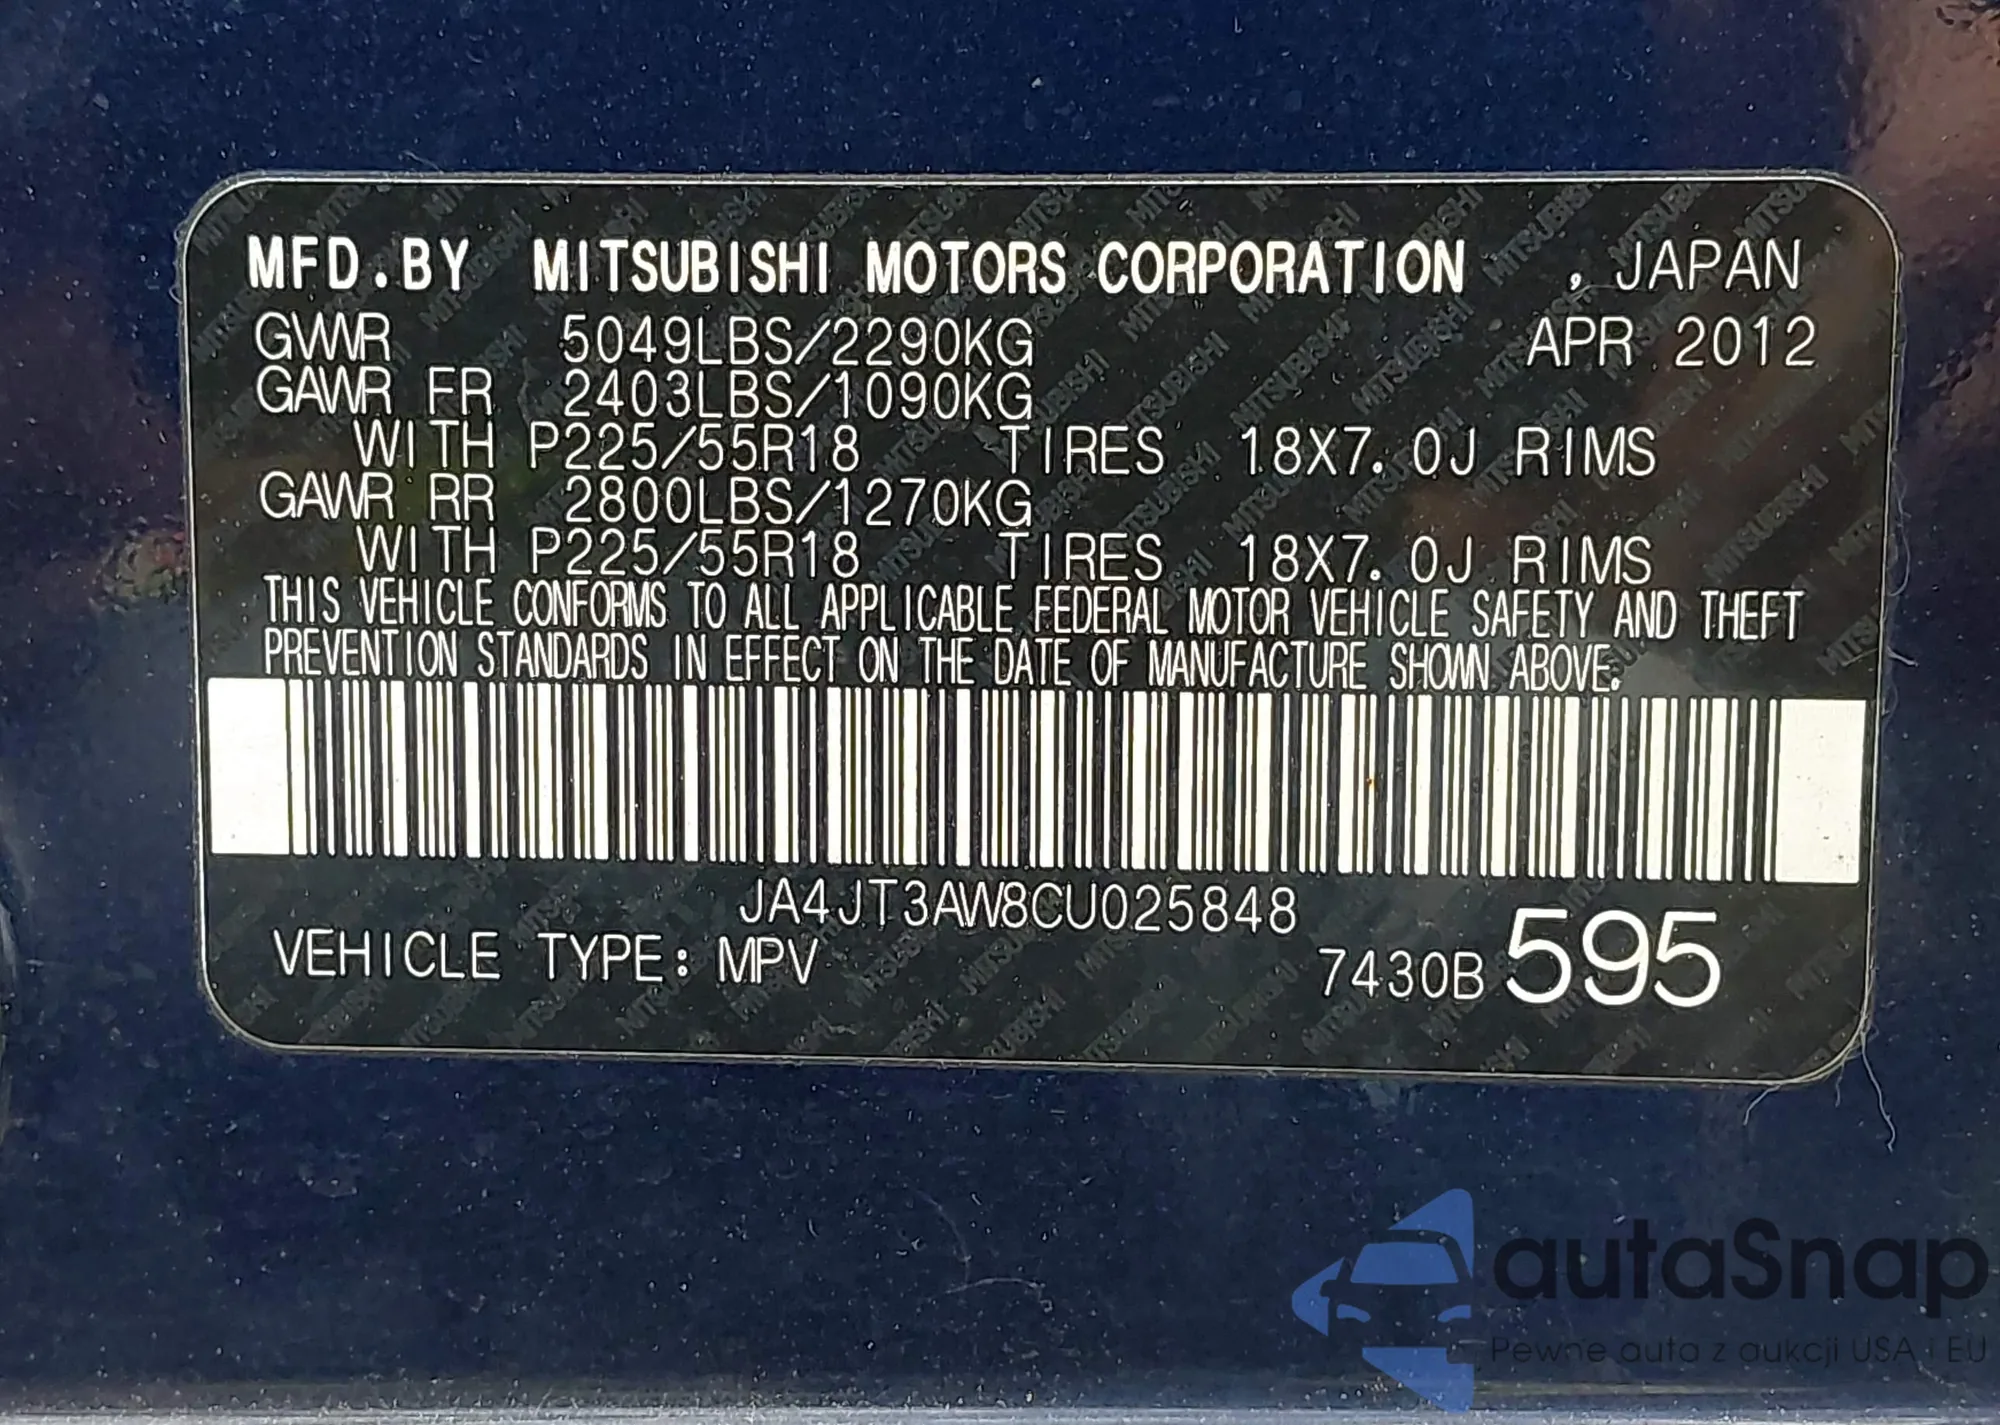 MFD.BY MITSUBISHI MOTORS CORPORATION , JAPAN
GVWR 5049LBS/2290KG APR 2012
GAWR FR 2403LBS/1090KG
WITH P225/55R18 TIRES 18X7.0J RIMS
GAWR RR 2800LBS/1270KG
WITH P225/55R18 TIRES 18X7.0J RIMS
THIS VEHICLE CONFORMS TO ALL APPLICABLE FEDERAL MOTOR VEHICLE SAFETY AND THEFT
PREVENTION STANDARDS IN EFFECT ON THE DATE OF MANUFACTURE SHOWN ABOVE.
JA4JT3AW8CU025848
VEHICLE TYPE: MPV 7430B 595
autaSnap
Pewne auta z aukcji USA i EU